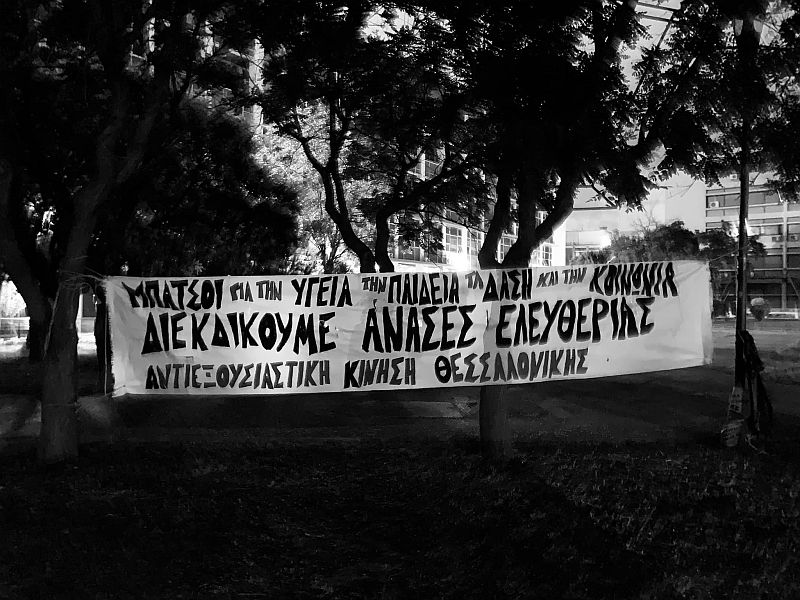 ΜΠΑΤΣΟΙ ΓΙΑ ΤΗΝ ΥΓΕΙΑ ΤΗΝ ΠΑΙΔΕΙΑ ΤΑ ΔΑΣΗ ΚΑΙ ΤΗΝ ΚΟΙΝΩΝΙΑ
ΔΙΕΚΔΙΚΟΥΜΕ ΑΝΑΣΕΣ ΕΛΕΥΘΕΡΙΑΣ
ΑΝΤΙΕΞΟΥΣΙΑΣΤΙΚΗ ΚΙΝΗΣΗ ΘΕΣΣΑΛΟΝΙΚΗΣ